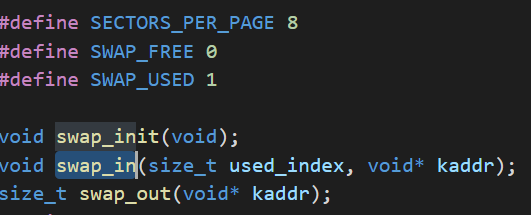 #define SECTORS_PER_PAGE 8
#define SWAP_FREE 0
#define SWAP_USED 1
void swap_init(void);
void swap_in(size_t used_index, void* kaddr);
size_t swap_out(void* kaddr);